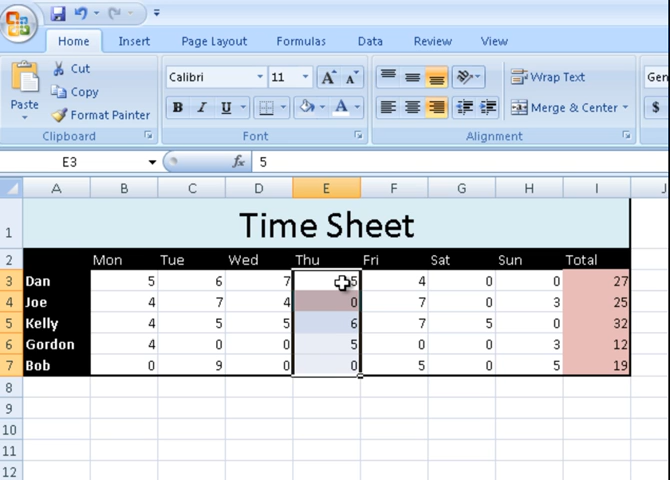 Home Insert Page Layout Formulas Data Review View
Cut
Copy
Format Painter
Paste
Clipboard
Calibri 11 A A
B I U A
Font
Wrap Text
Merge & Center
Alignment
Gen
$
E3 fx 5
A B C D E F G H I J
1 Time Sheet
2 Mon Tue Wed Thu Fri Sat Sun Total
3 Dan 5 6 7 5 4 0 0 27
4 Joe 4 7 4 0 7 0 3 25
5 Kelly 4 5 5 6 7 5 0 32
6 Gordon 4 0 0 5 0 0 3 12
7 Bob 0 9 0 0 5 0 5 19
8
9
10
11
12